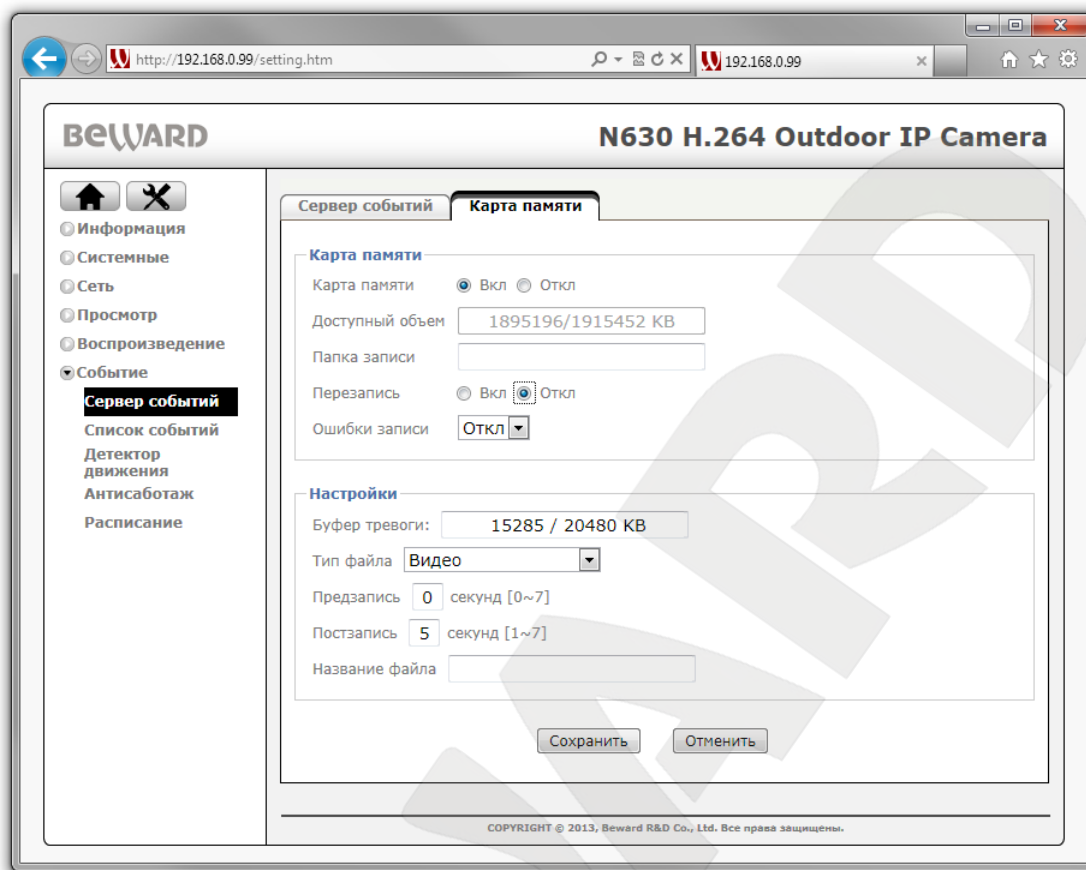 http://192.168.0.99/setting.htm
192.168.0.99
BEWARD
N630 H.264 Outdoor IP Camera
Информация
Системные
Сеть
Просмотр
Воспроизведение
Событие
Сервер событий
Список событий
Детектор
движения
Антисаботаж
Расписание
Сервер событий
Карта памяти
Карта памяти
Карта памяти Вкл Откл
Доступный объем 1895196/1915452 KB
Папка записи
Перезапись Вкл Откл
Ошибки записи Откл
Настройки
Буфер тревоги: 15285 / 20480 KB
Тип файла Видео
Предзапись 0 секунд [0~7]
Постзапись 5 секунд [1~7]
Название файла
Сохранить Отменить
COPYRIGHT © 2013, Beward R&D Co., Ltd. Все права защищены.